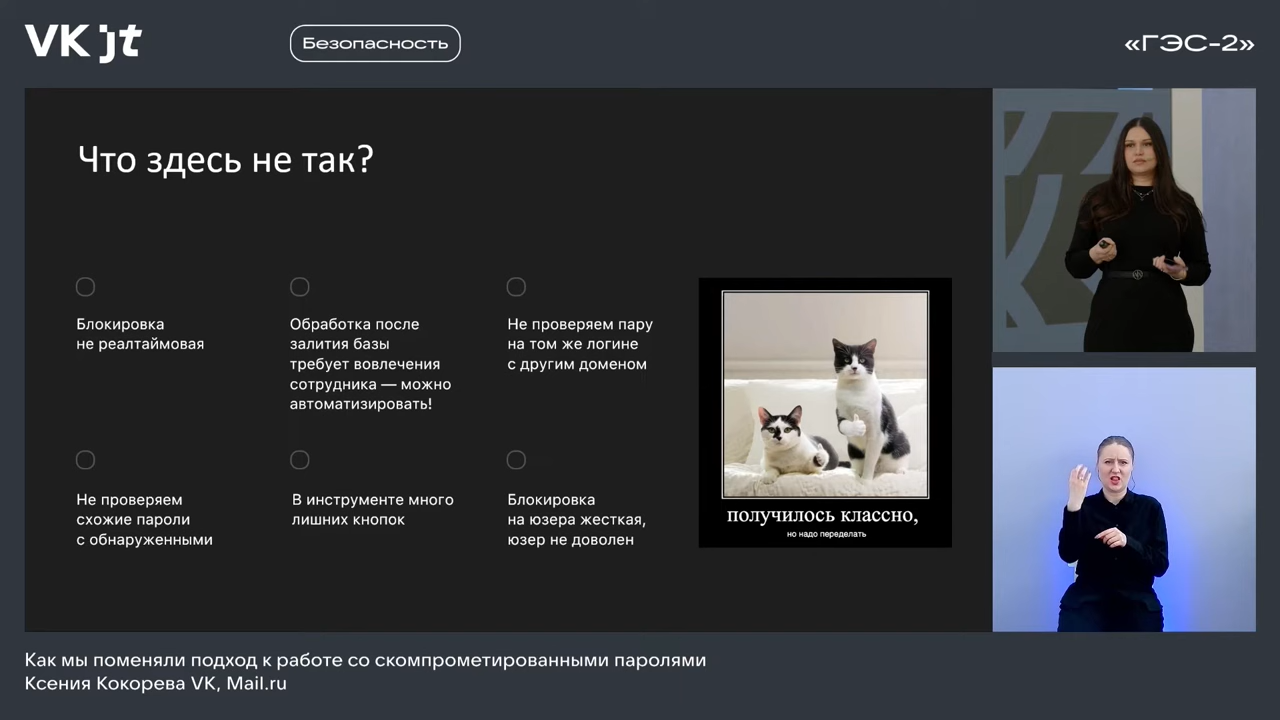 VK jt
Безопасность
«ГЭС-2»
Что здесь не так?
Блокировка
не реалтаймовая
Обработка после
залития базы
требует вовлечения
сотрудника — можно
автоматизировать!
Не проверяем пару
на том же логине
с другим доменом
Не проверяем
схожие пароли
с обнаруженными
В инструменте много
лишних кнопок
Блокировка
на юзера жесткая,
юзер не доволен
получилось классно,
но надо переделать
Как мы поменяли подход к работе со скомпрометированными паролями
Ксения Кокорева VK, Mail.ru